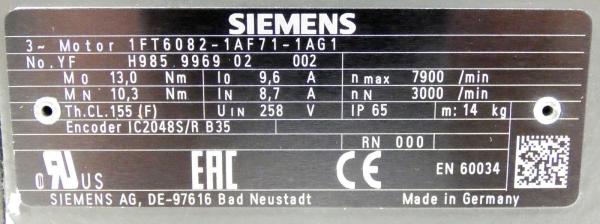 SIEMENS
3~ Motor 1FT6082-1AF71-1AG1
No.YF H985 9969 02 002
M0 13,0 Nm I0 9,6 A n max 7900 /min
MN 10,3 Nm IN 8,7 A n N 3000 /min
Th.CL.155 (F) UIN 258 V IP 65 m: 14 kg
Encoder IC2048S/R B35
RN 000
c RU US EAC CE EN 60034
SIEMENS AG, DE-97616 Bad Neustadt Made in Germany